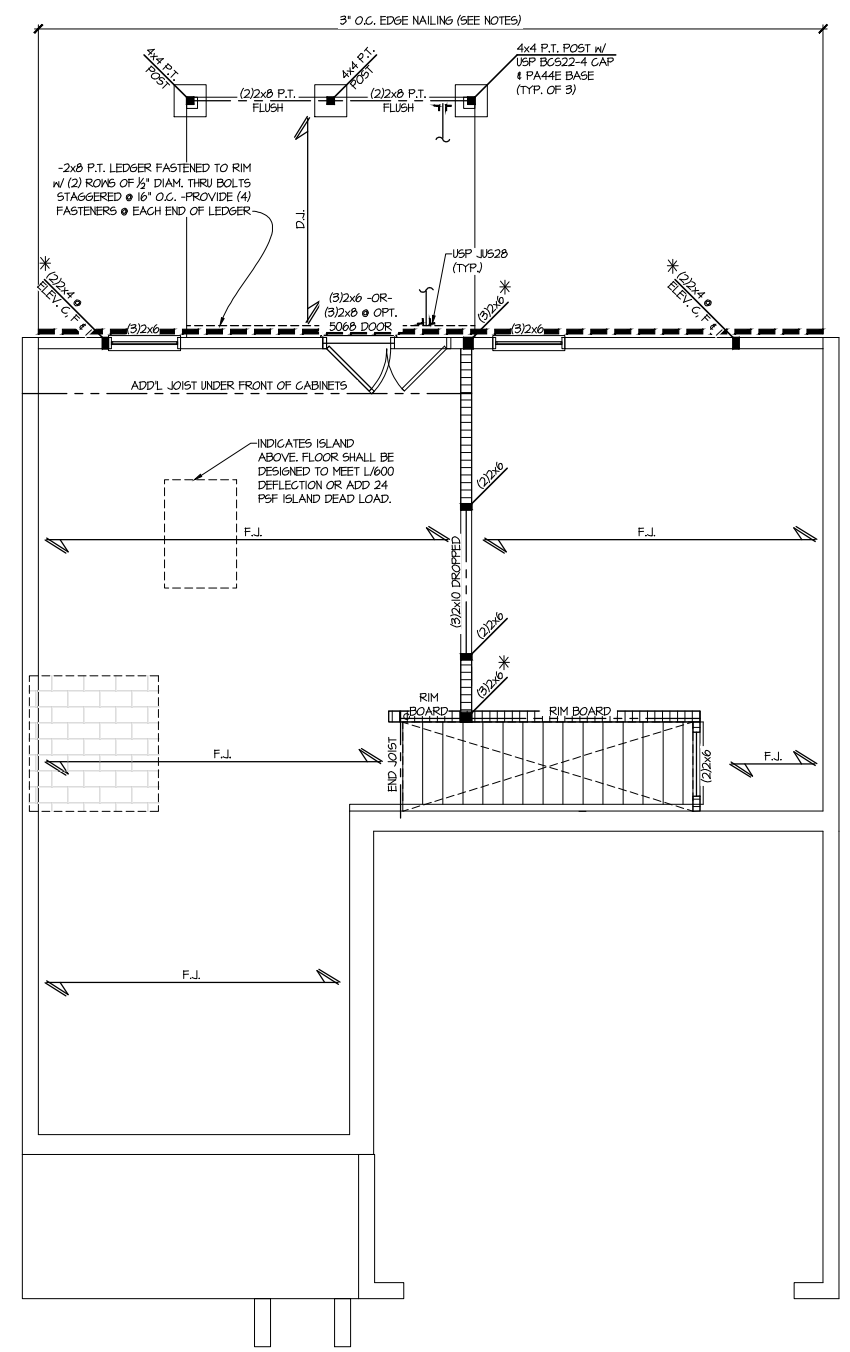 3" O.C. EDGE NAILING (SEE NOTES)
4x4 P.T.
POST
4x4 P.T.
POST
4x4 P.T. POST W/
USP BCS22-4 CAP
& PA44E BASE
(TYP. OF 3)
(2)2x8 P.T.
FLUSH
(2)2x8 P.T.
FLUSH
-2x8 P.T. LEDGER FASTENED TO RIM
W/ (2) ROWS OF ½" DIAM. THRU BOLTS
STAGGERED @ 16" O.C. -PROVIDE (4)
FASTENERS @ EACH END OF LEDGER
D.J.
USP JUS28
(TYP.)
* (2)2x4 @
ELEV. C, F &
(3)2x6 -OR-
(3)2x8 @ OPT.
5068 DOOR
(3)2x6 *
* (2)2x4 @
ELEV. C, F &
(3)2x6
(3)2x6
ADD'L JOIST UNDER FRONT OF CABINETS
INDICATES ISLAND
ABOVE. FLOOR SHALL BE
DESIGNED TO MEET L/600
DEFLECTION OR ADD 24
PSF ISLAND DEAD LOAD.
(2)2x6
F.J.
F.J.
(3)2x10 DROPPED
(2)2x6
(3)2x6 *
RIM
BOARD
RIM BOARD
F.J.
END JOIST
(2)2x6
F.J.
F.J.